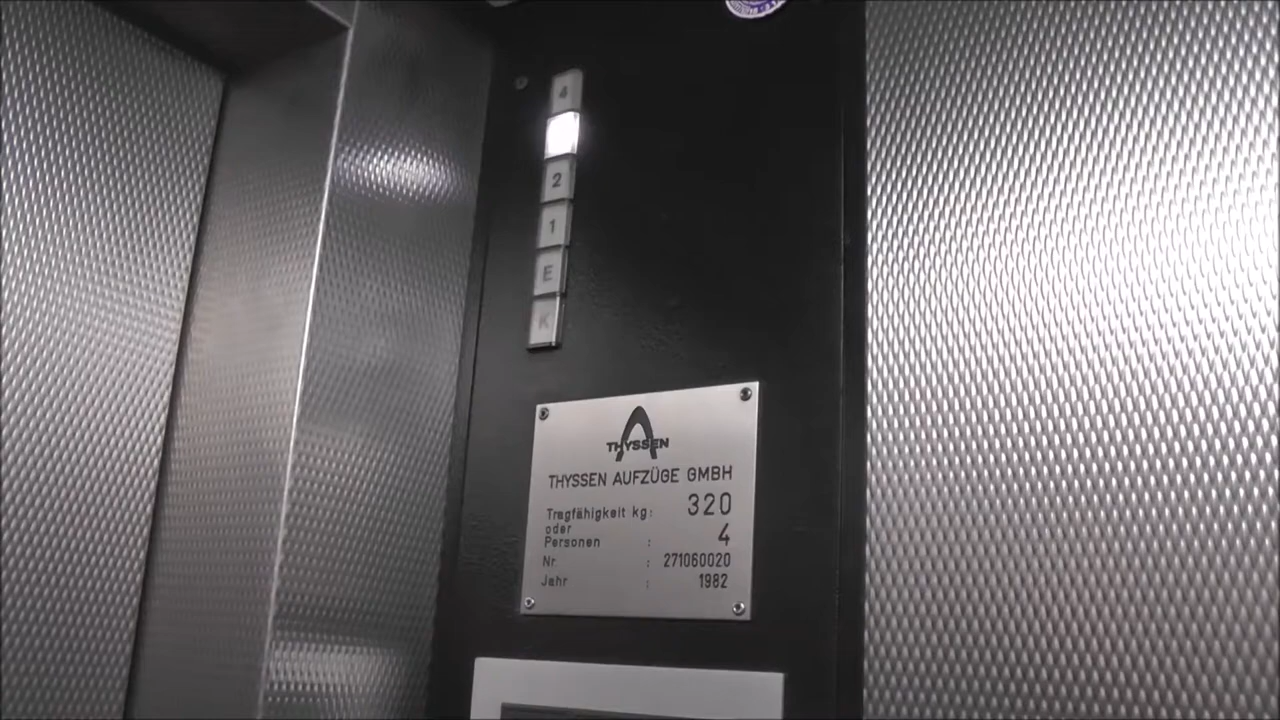 4
2
1
E
K
THYSSEN
THYSSEN AUFZÜGE GMBH
Tragfähigkeit kg: 320
oder
Personen : 4
Nr. : 271060020
Jahr : 1982